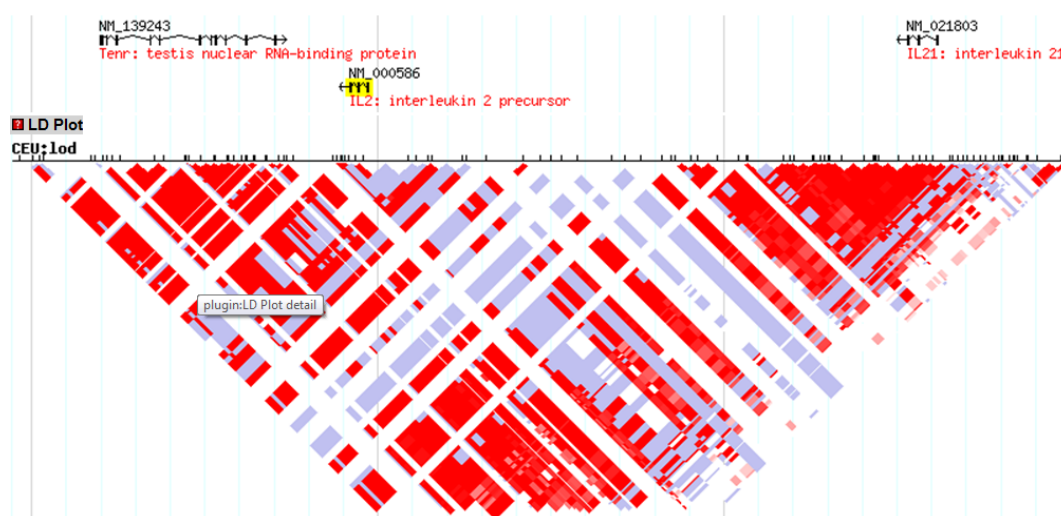 NM_139243
Tenr: testis nuclear RNA-binding protein
NM_021803
IL21: interleukin 21
NM_000586
IL2: interleukin 2 precursor
? LD Plot
CEU:lod
plugin:LD Plot detail